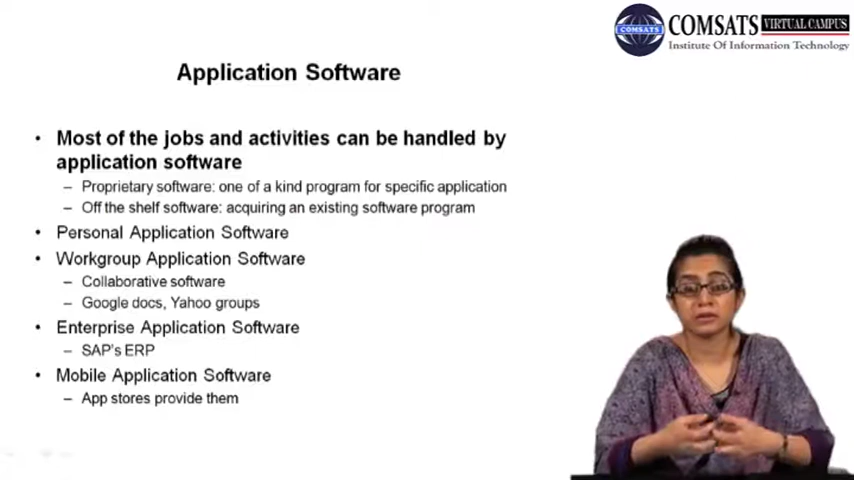 COMSATS VIRTUAL CAMPUS
COMSATS
Institute Of Information Technology
Application Software
• Most of the jobs and activities can be handled by
application software
– Proprietary software: one of a kind program for specific application
– Off the shelf software: acquiring an existing software program
• Personal Application Software
• Workgroup Application Software
– Collaborative software
– Google docs, Yahoo groups
• Enterprise Application Software
– SAP's ERP
• Mobile Application Software
– App stores provide them